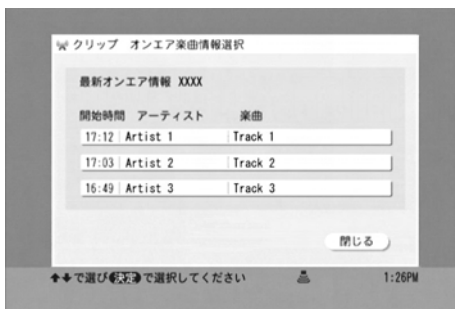 クリップ オンエア楽曲情報選択
最新オンエア情報 XXXX
開始時間 アーティスト 楽曲
17:12 Artist 1 Track 1
17:03 Artist 2 Track 2
16:49 Artist 3 Track 3
閉じる
↑↓で選び決定で選択してください 1:26PM